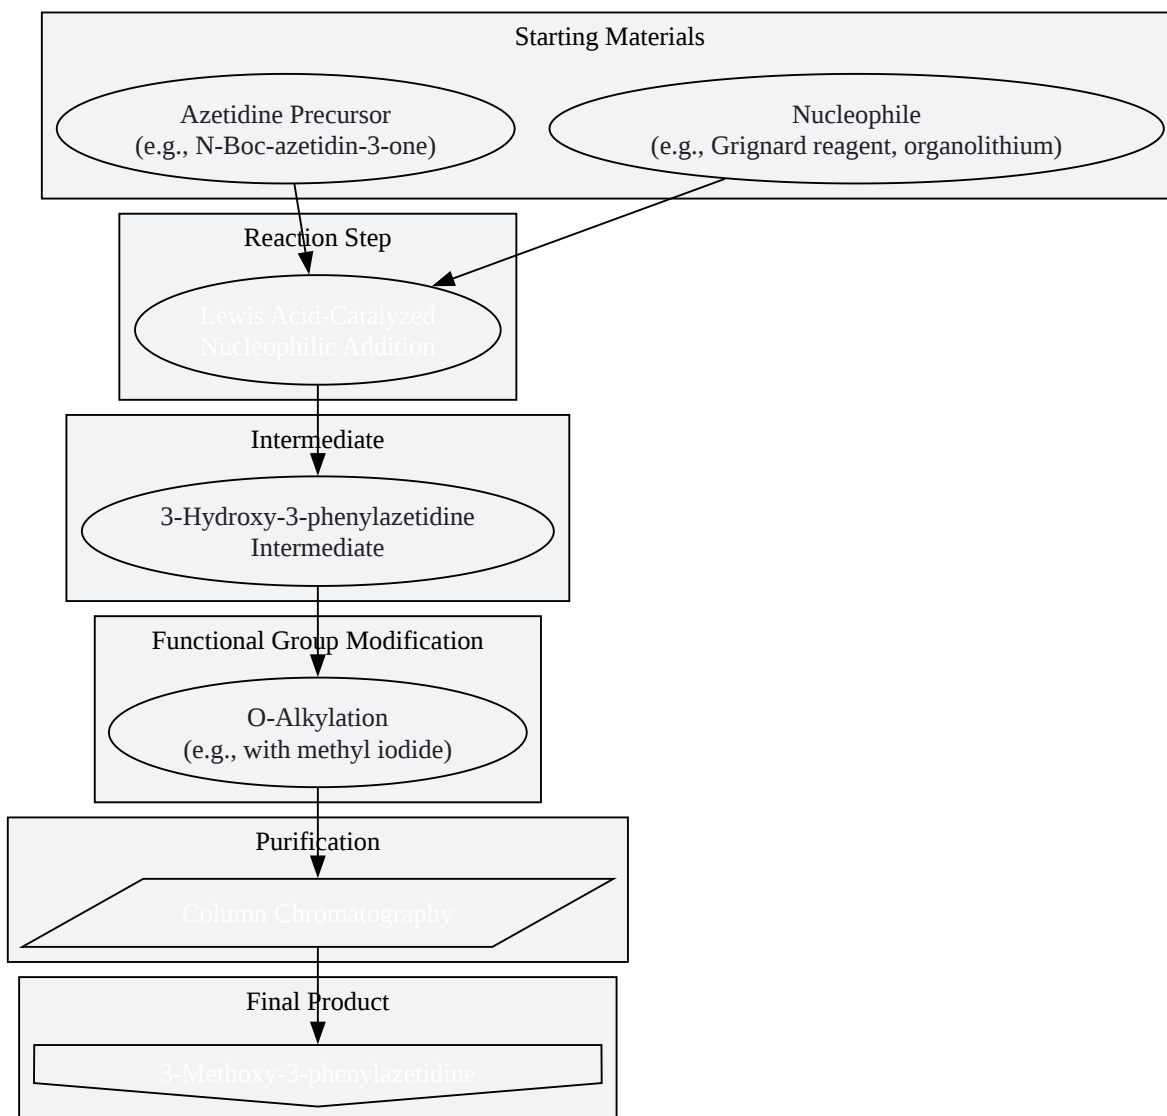 Starting Materials
Azetidine Precursor
(e.g., N-Boc-azetidin-3-one)
Nucleophile
(e.g., Grignard reagent, organolithium)
Reaction Step
Lewis Acid-Catalyzed
Nucleophilic Addition
Intermediate
3-Hydroxy-3-phenylazetidine
Intermediate
Functional Group Modification
O-Alkylation
(e.g., with methyl iodide)
Purification
Column Chromatography
Final Product
3-Methoxy-3-phenylazetidine